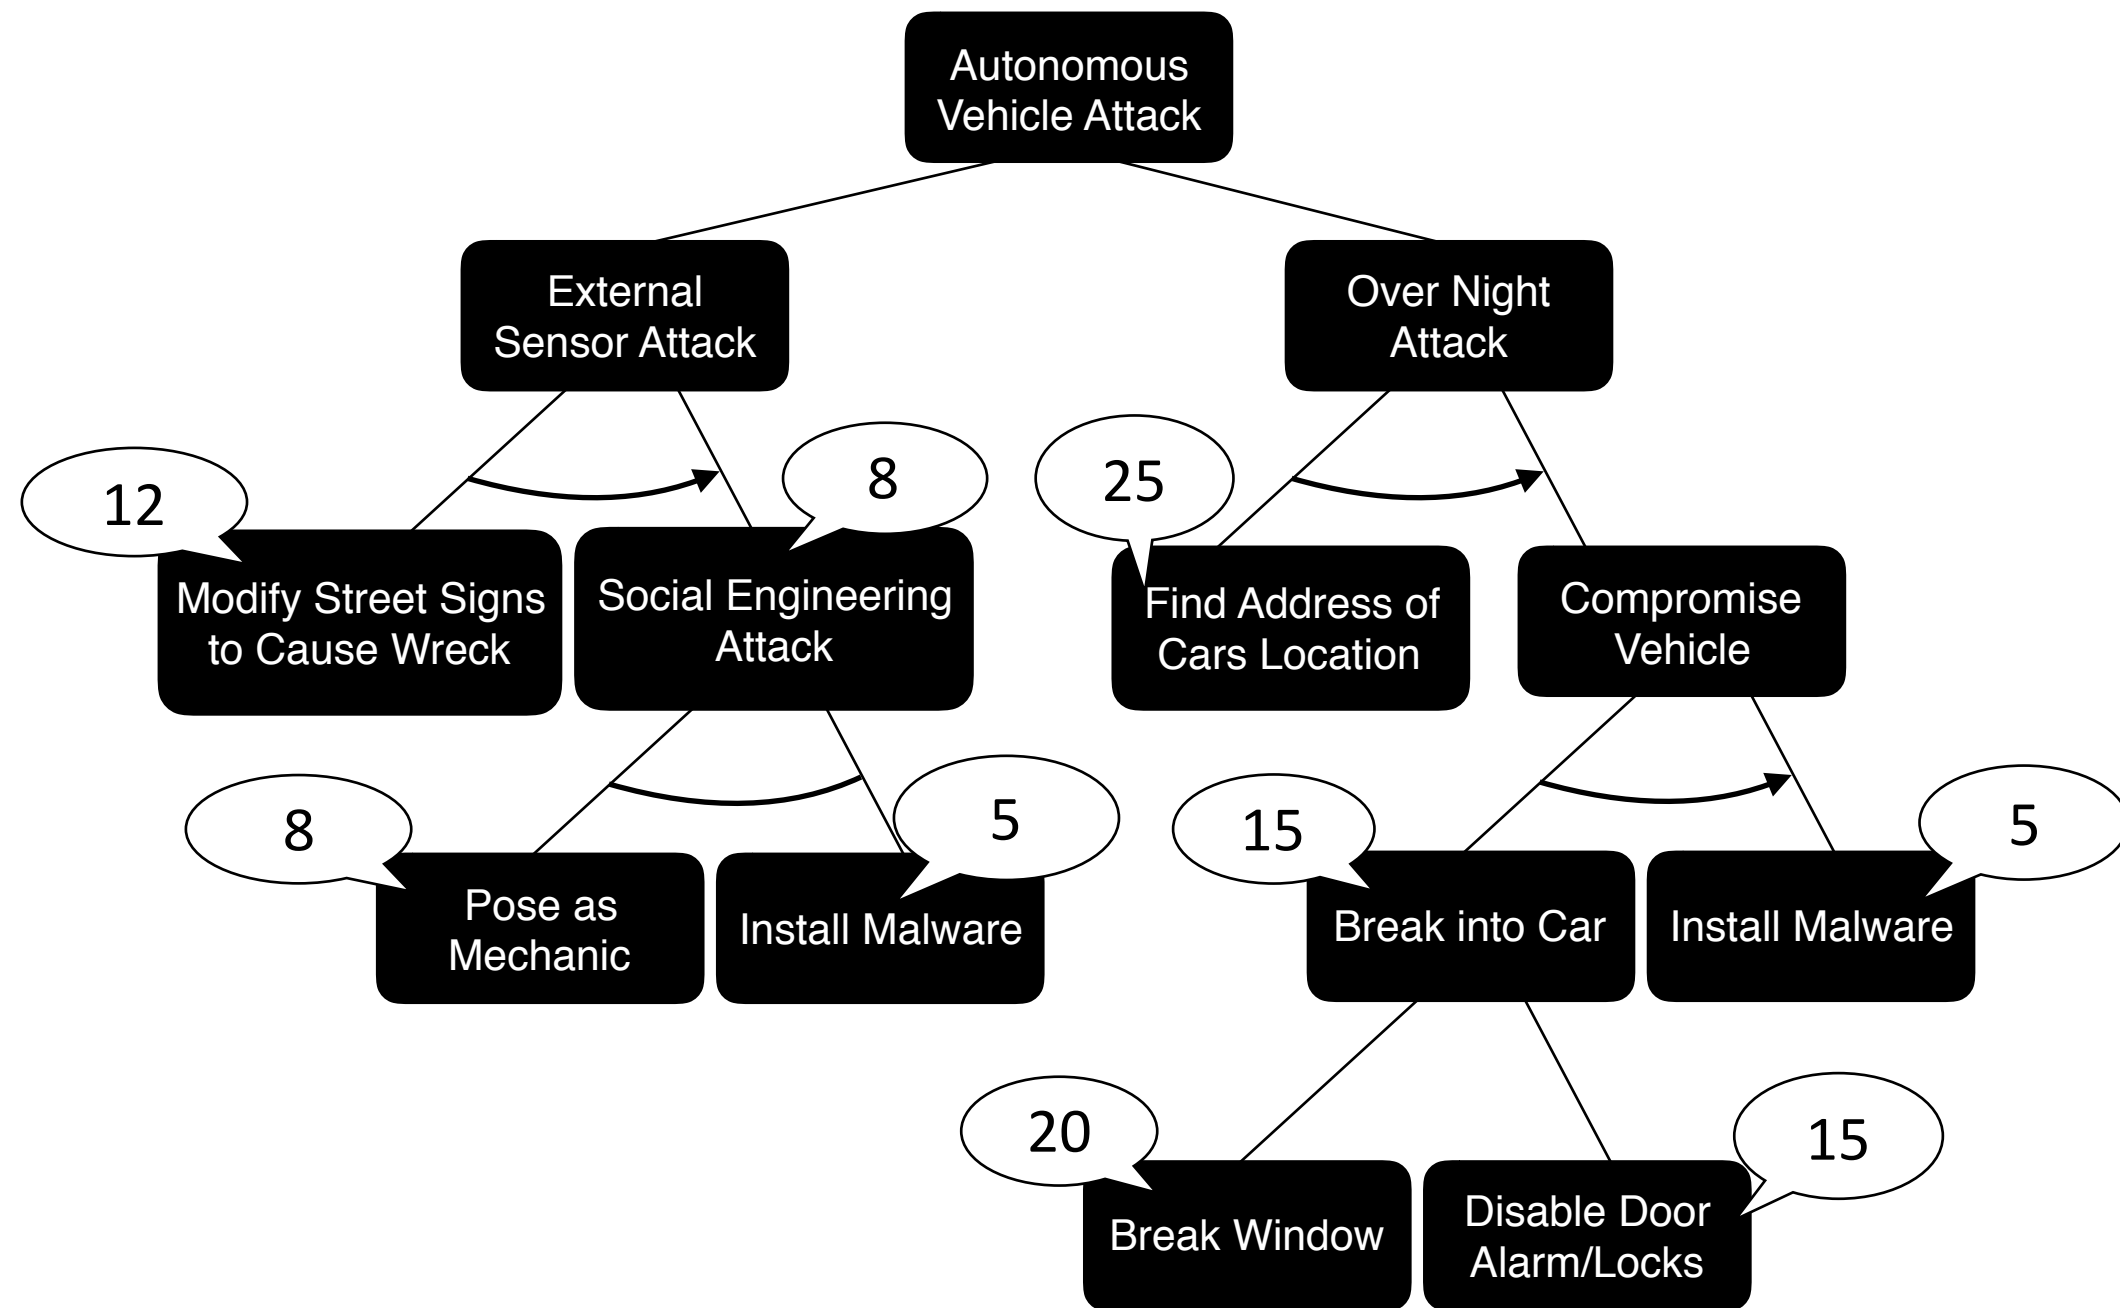 Autonomous
Vehicle Attack
External
Sensor Attack
Over Night
Attack
12
8
25
Modify Street Signs
to Cause Wreck
Social Engineering
Attack
Find Address of
Cars Location
Compromise
Vehicle
8
5
15
5
Pose as
Mechanic
Install Malware
Break into Car
Install Malware
20
15
Break Window
Disable Door
Alarm/Locks